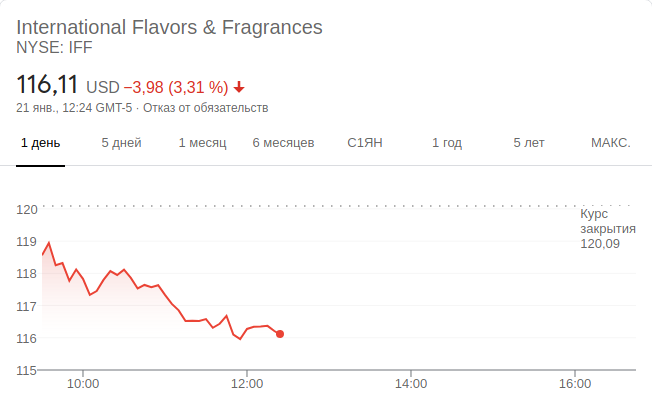 International Flavors & Fragrances
NYSE: IFF
116,11 USD −3,98 (3,31 %) ↓
21 янв., 12:24 GMT-5 · Отказ от обязательств
1 день 5 дней 1 месяц 6 месяцев С1ЯН 1 год 5 лет МАКС.
120
Курс
закрытия
120,09
119
118
117
116
115
10:00 12:00 14:00 16:00